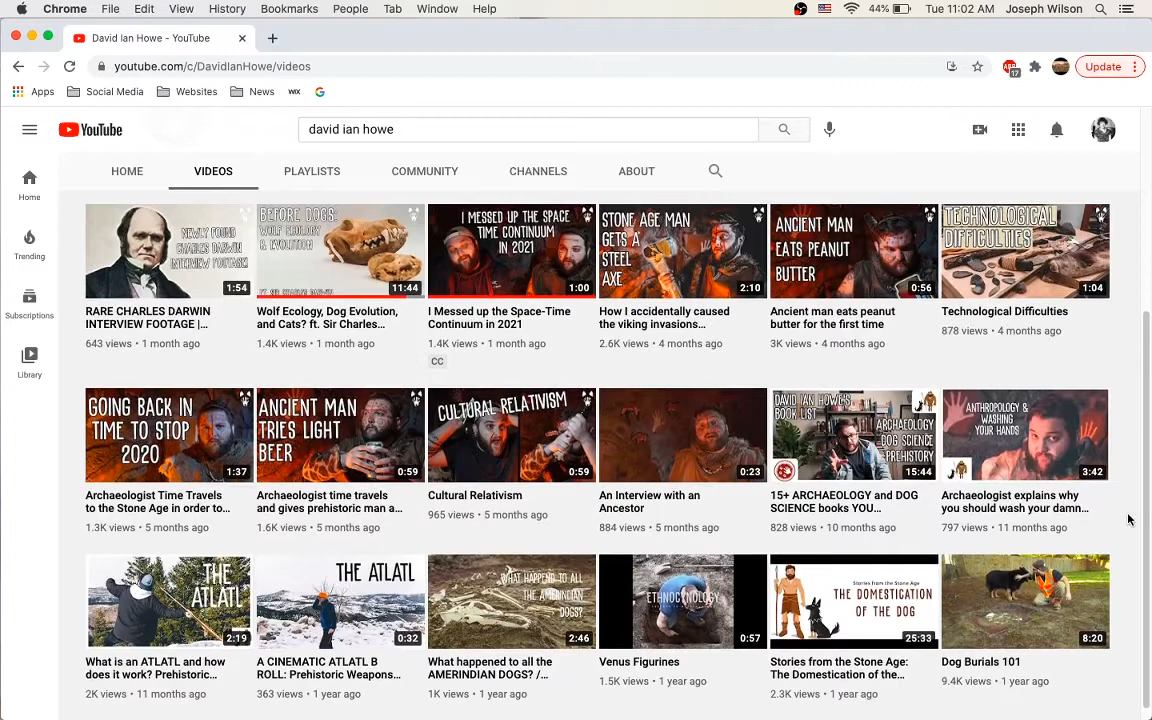 Chrome File Edit View History Bookmarks People Tab Window Help 44% Tue 11:02 AM Joseph Wilson
David Ian Howe - YouTube
youtube.com/c/DavidIanHowe/videos 17 Update
Apps Social Media Websites News WIX
YouTube david ian howe
HOME VIDEOS PLAYLISTS COMMUNITY CHANNELS ABOUT
Home
Trending
Subscriptions
Library
NEWLY FOUND
CHARLES DARWIN
INTERVIEW FOOTAGE!
1:54
RARE CHARLES DARWIN
INTERVIEW FOOTAGE |...
643 views • 1 month ago
BEFORE DOGS:
WOLF ECOLOGY
& EVOLUTION
FT. SIR CHARLES DARWIN
11:44
Wolf Ecology, Dog Evolution,
and Cats? ft. Sir Charles...
1.4K views • 1 month ago
I MESSED UP THE SPACE
TIME CONTINUUM
IN 2021
1:00
I Messed up the Space-Time
Continuum in 2021
1.4K views • 1 month ago
CC
STONE AGE MAN
GETS A
STEEL
AXE
2:10
How I accidentally caused
the viking invasions...
2.6K views • 4 months ago
ANCIENT MAN
EATS PEANUT
BUTTER
0:56
Ancient man eats peanut
butter for the first time
3K views • 4 months ago
TECHNOLOGICAL
DIFFICULTIES
1:04
Technological Difficulties
878 views • 4 months ago
GOING BACK IN
TIME TO STOP
2020
1:37
Archaeologist Time Travels
to the Stone Age in order to...
1.3K views • 5 months ago
ANCIENT MAN
TRIES LIGHT
BEER
0:59
Archaeologist time travels
and gives prehistoric man a...
1.6K views • 5 months ago
CULTURAL RELATIVISM
0:59
Cultural Relativism
965 views • 5 months ago
0:23
An Interview with an
Ancestor
884 views • 5 months ago
DAVID IAN HOWE'S
BOOK LIST
ARCHAEOLOGY
DOG SCIENCE
PREHISTORY
15:44
15+ ARCHAEOLOGY and DOG
SCIENCE books YOU...
828 views • 10 months ago
ANTHROPOLOGY &
WASHING
YOUR HANDS
3:42
Archaeologist explains why
you should wash your damn...
797 views • 11 months ago
THE
ATLATL
2:19
What is an ATLATL and how
does it work? Prehistoric...
2K views • 11 months ago
THE ATLATL
0:32
A CINEMATIC ATLATL B
ROLL: Prehistoric Weapons...
363 views • 1 year ago
WHAT HAPPENED TO ALL
THE AMERINDIAN
DOGS?
2:46
What happened to all the
AMERINDIAN DOGS? /...
1K views • 1 year ago
ETHNOCYNOLOGY
0:57
Venus Figurines
1.5K views • 1 year ago
Stories from the Stone Age:
THE DOMESTICATION
OF THE DOG
25:33
Stories from the Stone Age:
The Domestication of the...
2.3K views • 1 year ago
8:20
Dog Burials 101
9.4K views • 1 year ago